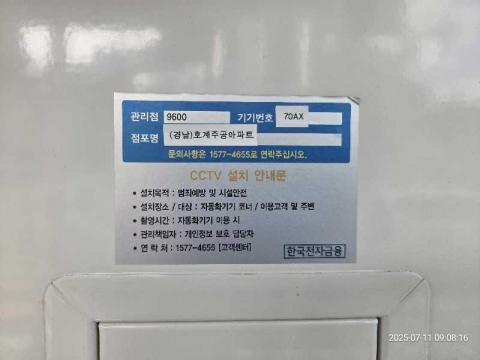 관리점 9600 기기번호 70AX
점포명 (경남)호계주공아파트
문의사항은 1577-4655로 연락주십시오.
CCTV 설치 안내문
• 설치목적 : 범죄예방 및 시설안전
• 설치장소 / 대상 : 자동화기기 코너 / 이용고객 및 주변
• 촬영시간 : 자동화기기 이용 시
• 관리책임자 : 개인정보 보호 담당자
• 연 락 처 : 1577-4655 [고객센터]
한국전자금융
2025-07-11 09:08:16